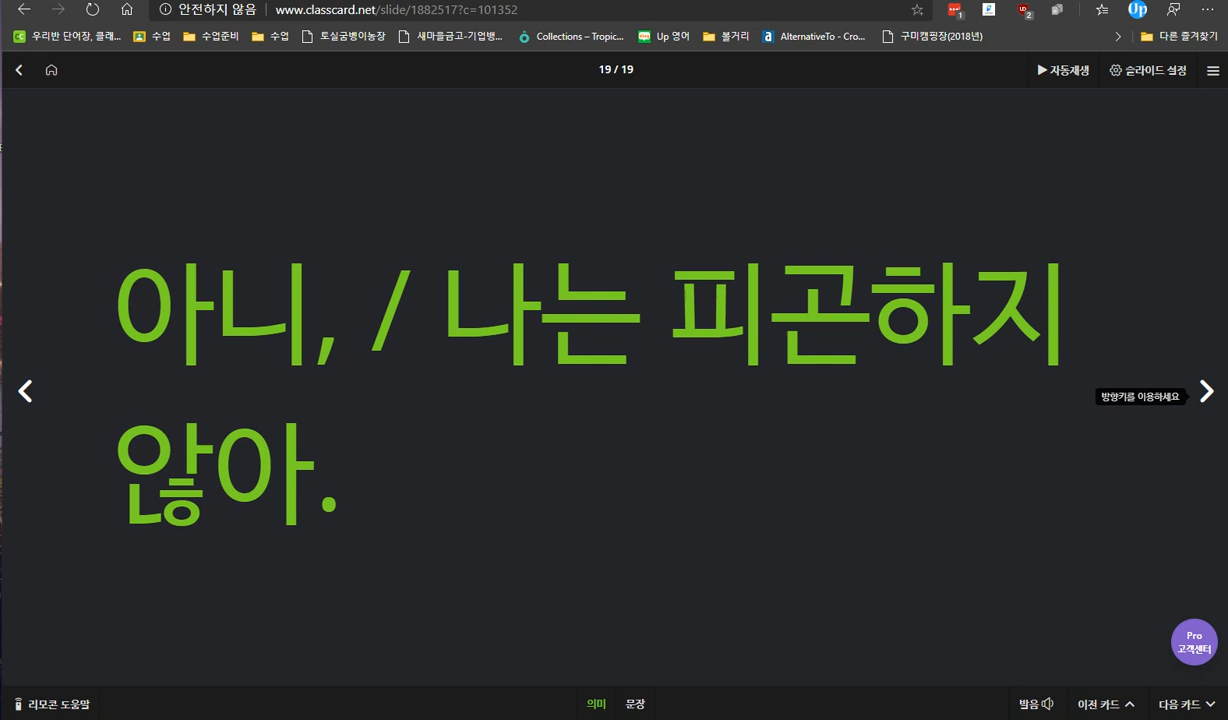 안전하지 않음 www.classcard.net/slide/1882517?c=101352
우리반 단어장, 클래... 수업 수업준비 수업 토실굼벵이농장 새마을금고-기업뱅... Collections – Tropic... Up 영어 볼거리 AlternativeTo - Cro... 구미캠핑장(2018년) 다른 즐겨찾기
19 / 19 자동재생 슬라이드 설정
아니, / 나는 피곤하지
않아.
방향키를 이용하세요
Pro
고객센터
리모콘 도움말 의미 문장 발음 이전 카드 다음 카드